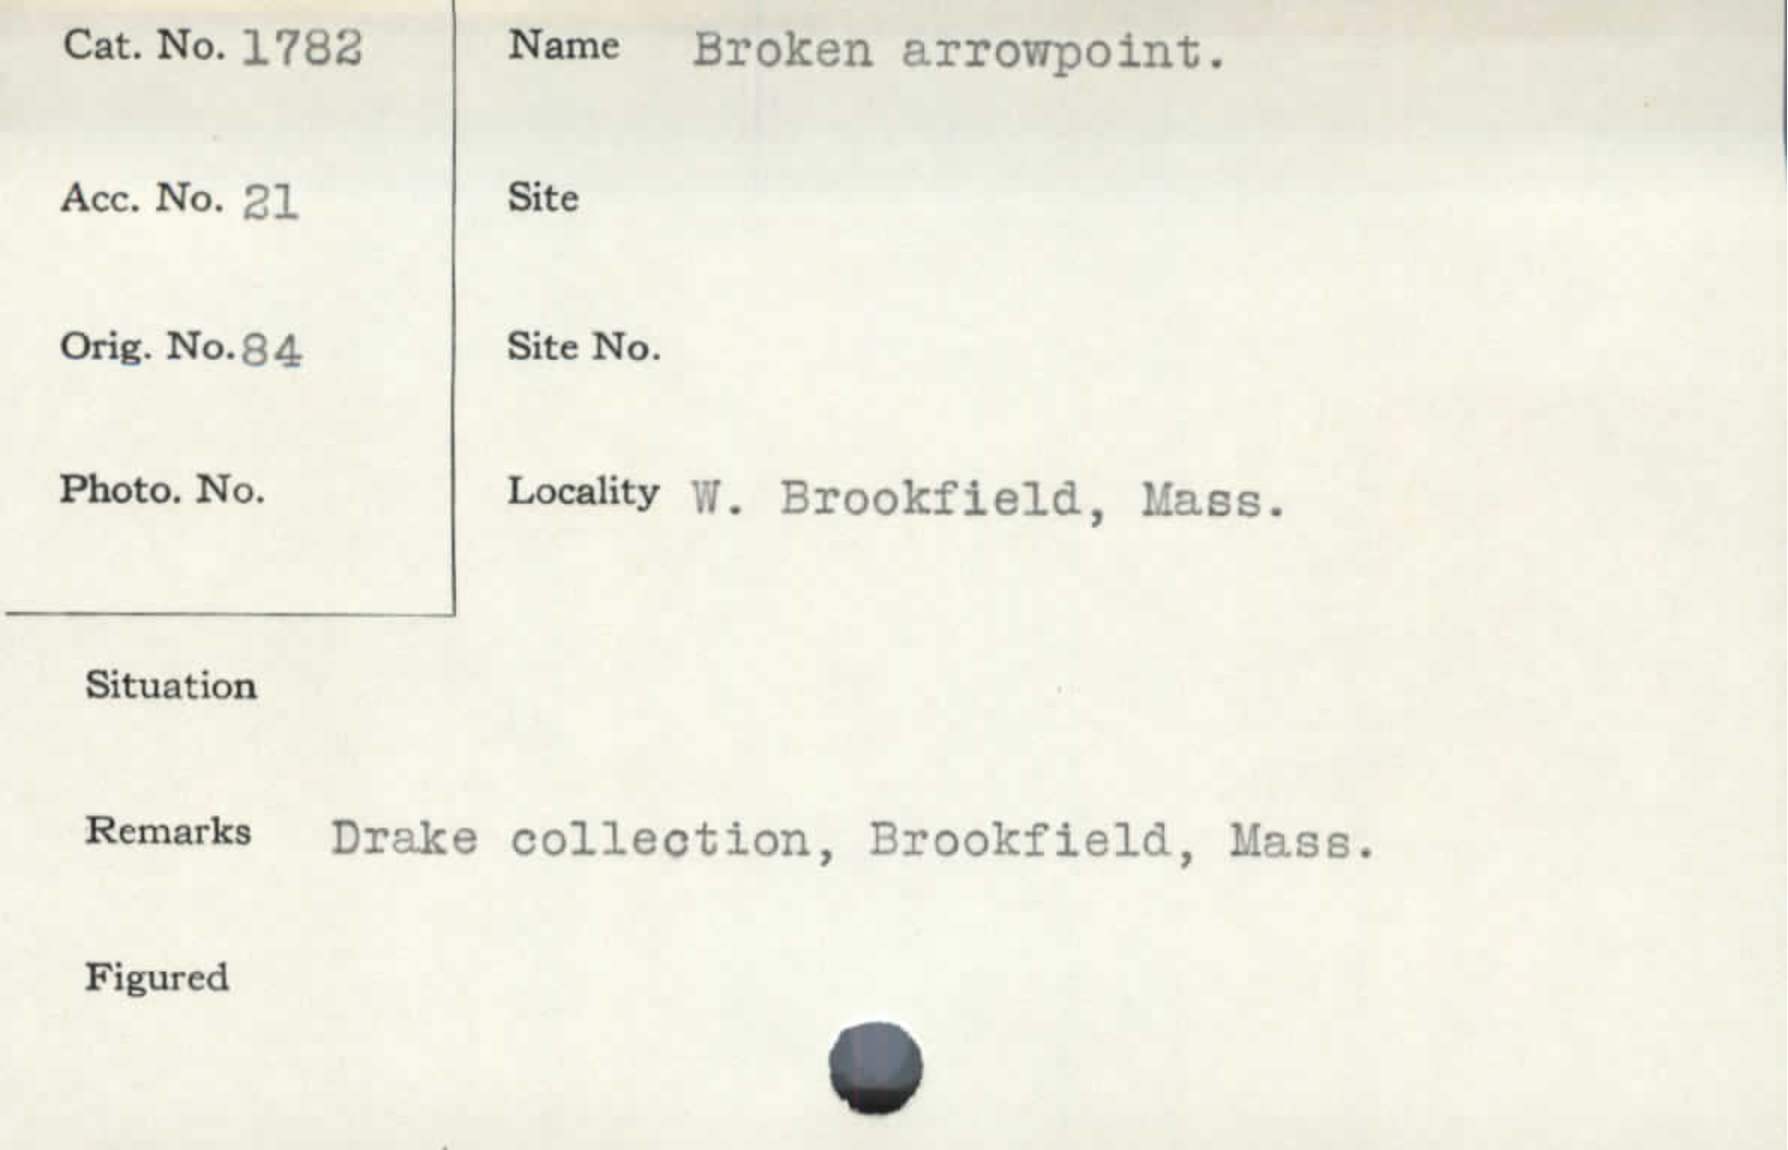 Cat. No. 1782
Name Broken arrowpoint.
Acc. No. 21
Site
Orig. No. 84
Site No.
Photo. No.
Locality W. Brookfield, Mass.
Situation
Remarks Drake collection, Brookfield, Mass.
Figured